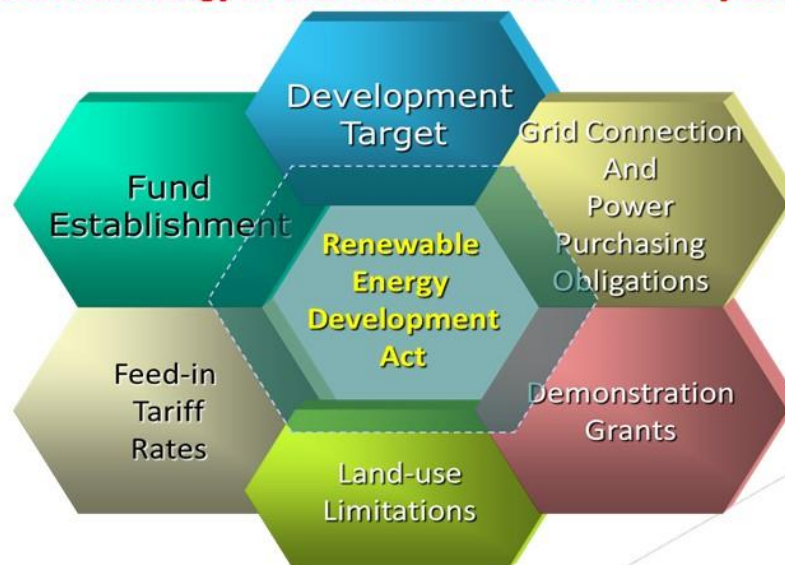 Development
Target
Grid Connection
And
Power
Purchasing
Obligations
Fund
Establishment
Renewable
Energy
Development
Act
Feed-in
Tariff
Rates
Demonstration
Grants
Land-use
Limitations